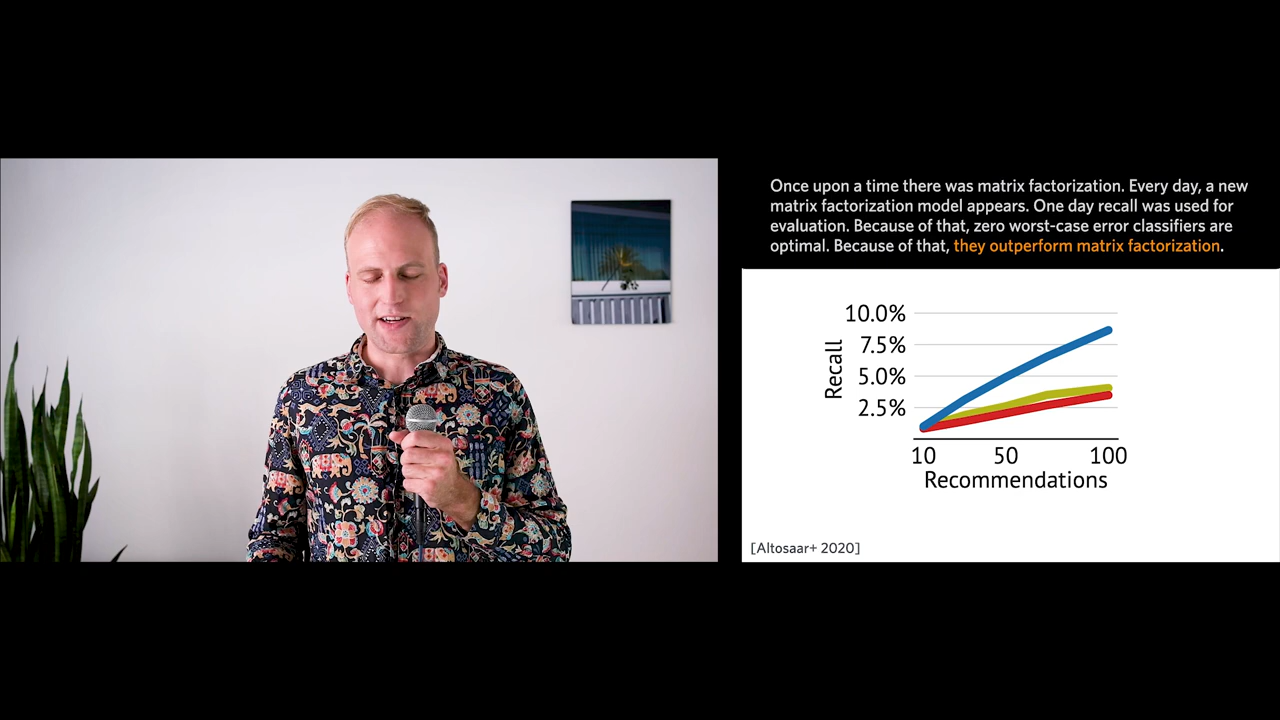 Once upon a time there was matrix factorization. Every day, a new
matrix factorization model appears. One day recall was used for
evaluation. Because of that, zero worst-case error classifiers are
optimal. Because of that, they outperform matrix factorization.
10.0%
7.5%
5.0%
2.5%
Recall
10 50 100
Recommendations
[Altosaar+ 2020]